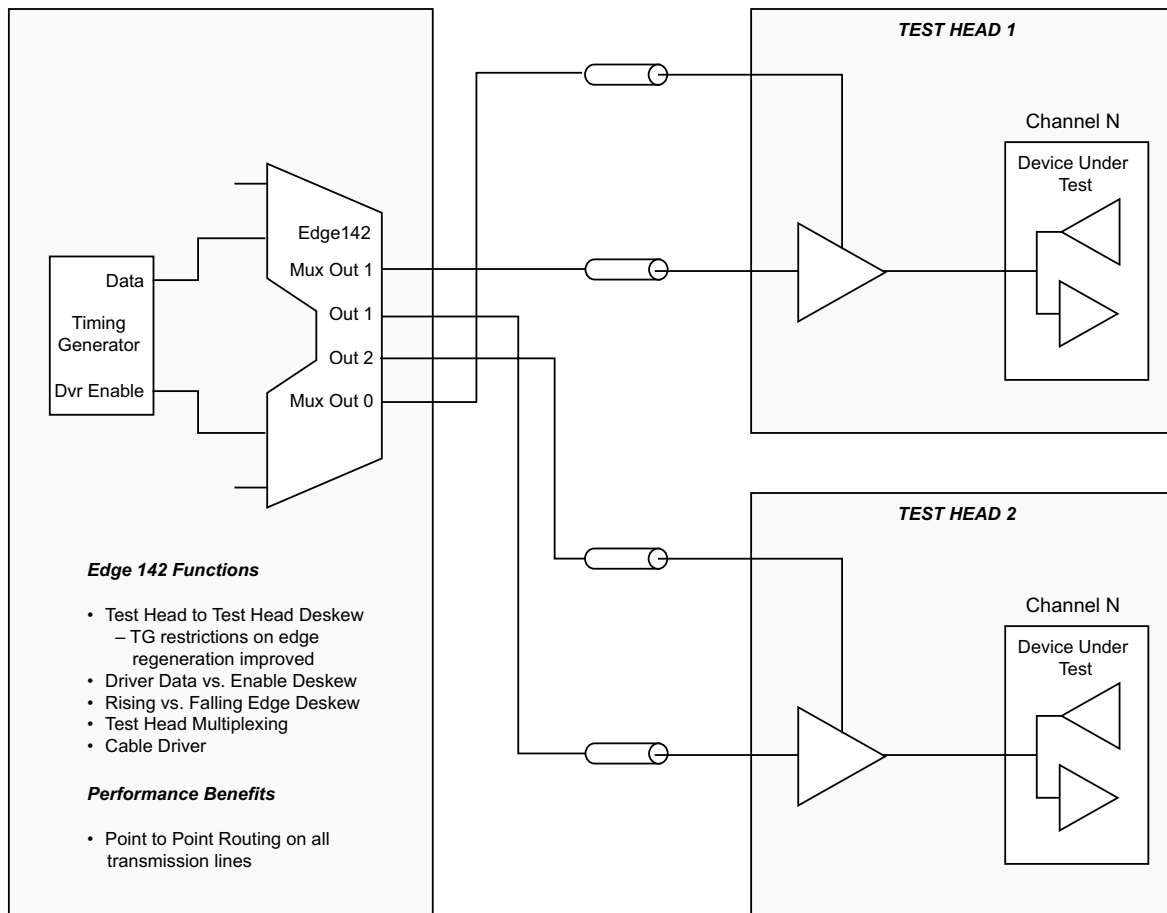 Data
Timing
Generator
Dvr Enable
Edge142
Mux Out 1
Out 1
Out 2
Mux Out 0
Edge 142 Functions
• Test Head to Test Head Deskew
– TG restrictions on edge
regeneration improved
• Driver Data vs. Enable Deskew
• Rising vs. Falling Edge Deskew
• Test Head Multiplexing
• Cable Driver
Performance Benefits
• Point to Point Routing on all
transmission lines
TEST HEAD 1
Channel N
Device Under
Test
TEST HEAD 2
Channel N
Device Under
Test